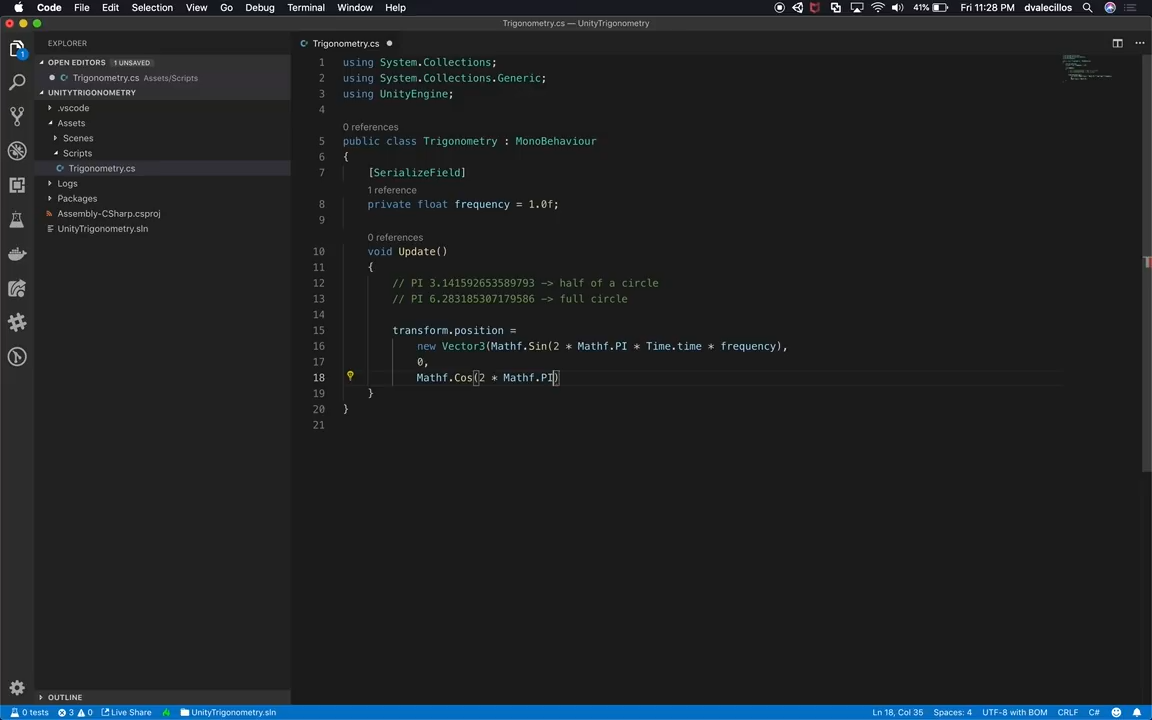 Code File Edit Selection View Go Debug Terminal Window Help
41% Fri 11:28 PM dvalecillos
Trigonometry.cs — UnityTrigonometry
EXPLORER
OPEN EDITORS 1 UNSAVED
Trigonometry.cs Assets/Scripts
UNITYTRIGONOMETRY
.vscode
Assets
Scenes
Scripts
Trigonometry.cs
Logs
Packages
Assembly-CSharp.csproj
UnityTrigonometry.sln
OUTLINE
1
Trigonometry.cs
1 using System.Collections;
2 using System.Collections.Generic;
3 using UnityEngine;
4
0 references
5 public class Trigonometry : MonoBehaviour
6 {
7 [SerializeField]
1 reference
8 private float frequency = 1.0f;
9
0 references
10 void Update()
11 {
12 // PI 3.141592653589793 -> half of a circle
13 // PI 6.283185307179586 -> full circle
14
15 transform.position =
16 new Vector3(Mathf.Sin(2 * Mathf.PI * Time.time * frequency),
17 0,
18 Mathf.Cos(2 * Mathf.PI)
19 }
20 }
21
0 tests 3 0 Live Share UnityTrigonometry.sln
Ln 18, Col 35 Spaces: 4 UTF-8 with BOM CRLF C#